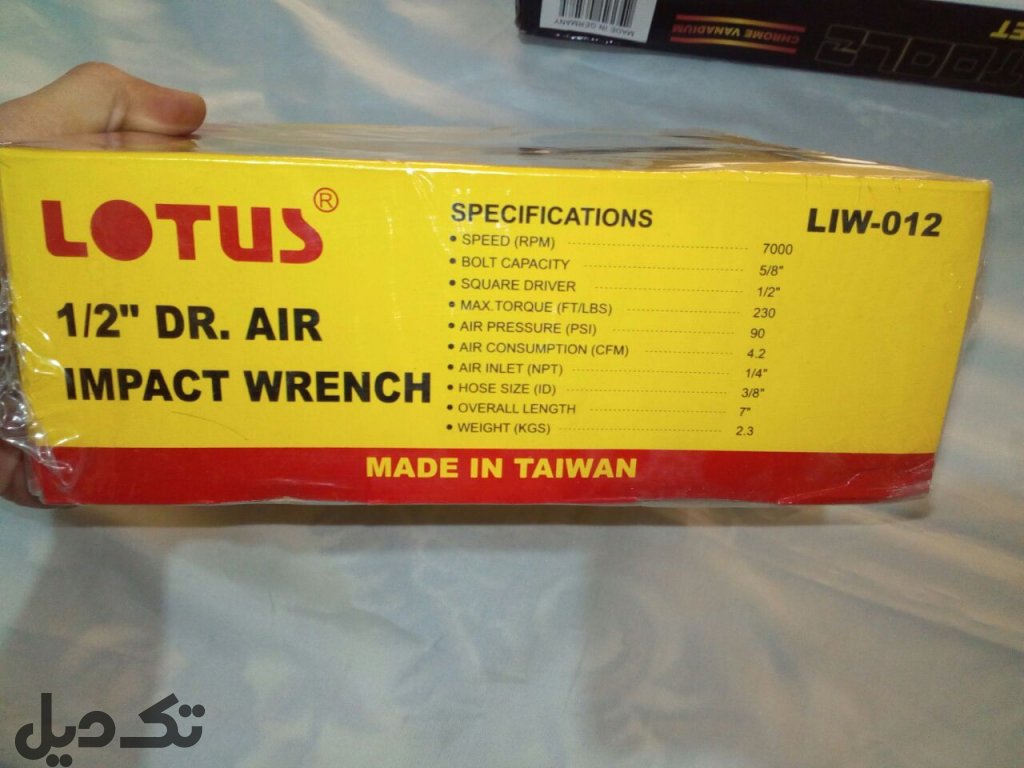 MADE IN GERMANY
CHROME VANADIUM
TOOLZ
LOTUS®
1/2" DR. AIR
IMPACT WRENCH
SPECIFICATIONS
• SPEED (RPM) 7000
• BOLT CAPACITY 5/8"
• SQUARE DRIVER 1/2"
• MAX.TORQUE (FT/LBS) 230
• AIR PRESSURE (PSI) 90
• AIR CONSUMPTION (CFM) 4.2
• AIR INLET (NPT) 1/4"
• HOSE SIZE (ID) 3/8"
• OVERALL LENGTH 7"
• WEIGHT (KGS) 2.3
LIW-012
MADE IN TAIWAN
تک دیل